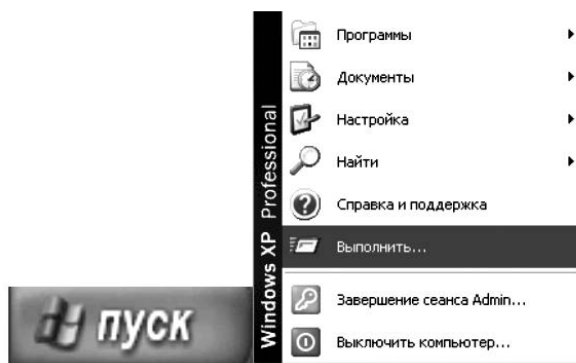 Программы
Документы
Настройка
Найти
Справка и поддержка
Выполнить...
Завершение сеанса Admin...
Выключить компьютер...
Windows XP Professional
пуск